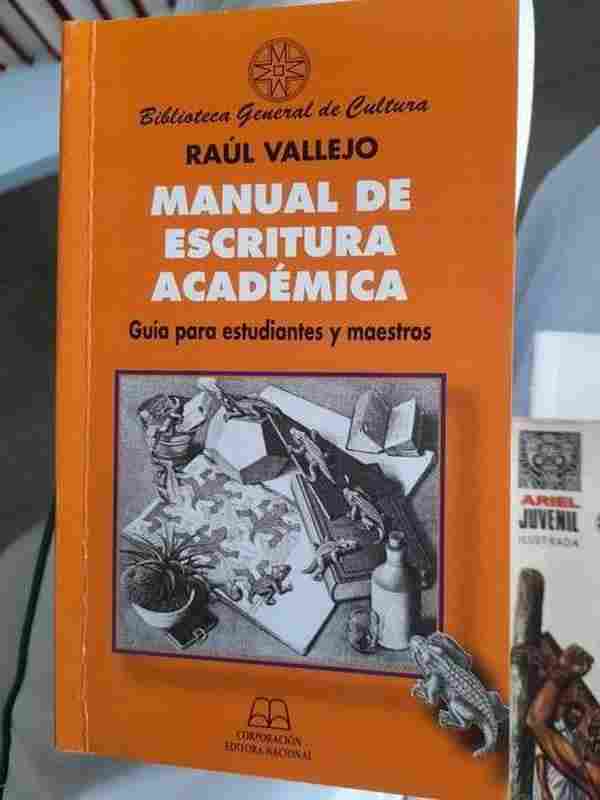 Biblioteca General de Cultura
RAÚL VALLEJO
MANUAL DE
ESCRITURA
ACADÉMICA
Guía para estudiantes y maestros
CORPORACIÓN
EDITORA NACIONAL
ARIEL
JUVENIL
ILUSTRADA